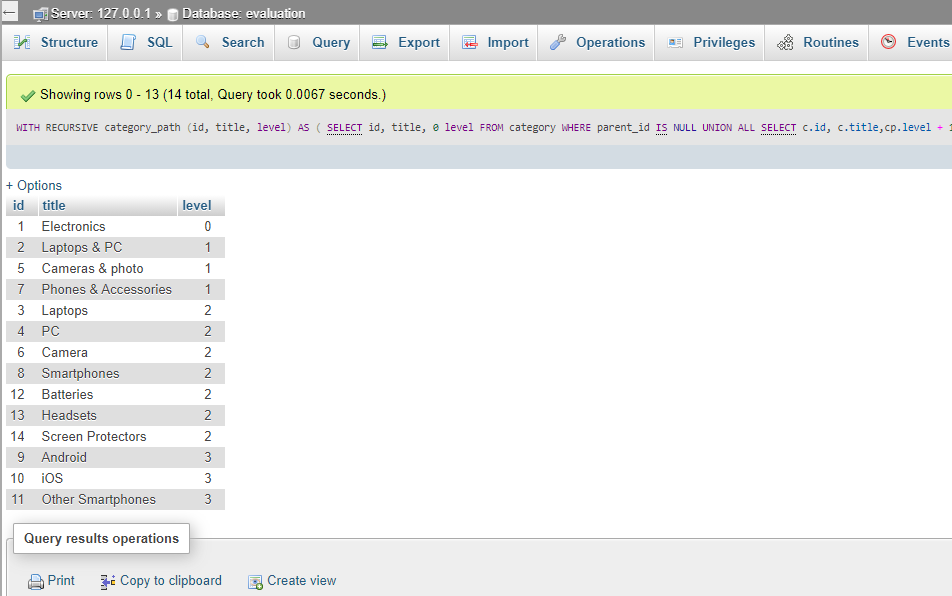 Server: 127.0.0.1 » Database: evaluation
Structure SQL Search Query Export Import Operations Privileges Routines Events
Showing rows 0 - 13 (14 total, Query took 0.0067 seconds.)
WITH RECURSIVE category_path (id, title, level) AS ( SELECT id, title, 0 level FROM category WHERE parent_id IS NULL UNION ALL SELECT c.id, c.title,cp.level + 1
+ Options
id title level
1 Electronics 0
2 Laptops & PC 1
5 Cameras & photo 1
7 Phones & Accessories 1
3 Laptops 2
4 PC 2
6 Camera 2
8 Smartphones 2
12 Batteries 2
13 Headsets 2
14 Screen Protectors 2
9 Android 3
10 iOS 3
11 Other Smartphones 3
Query results operations
Print Copy to clipboard Create view